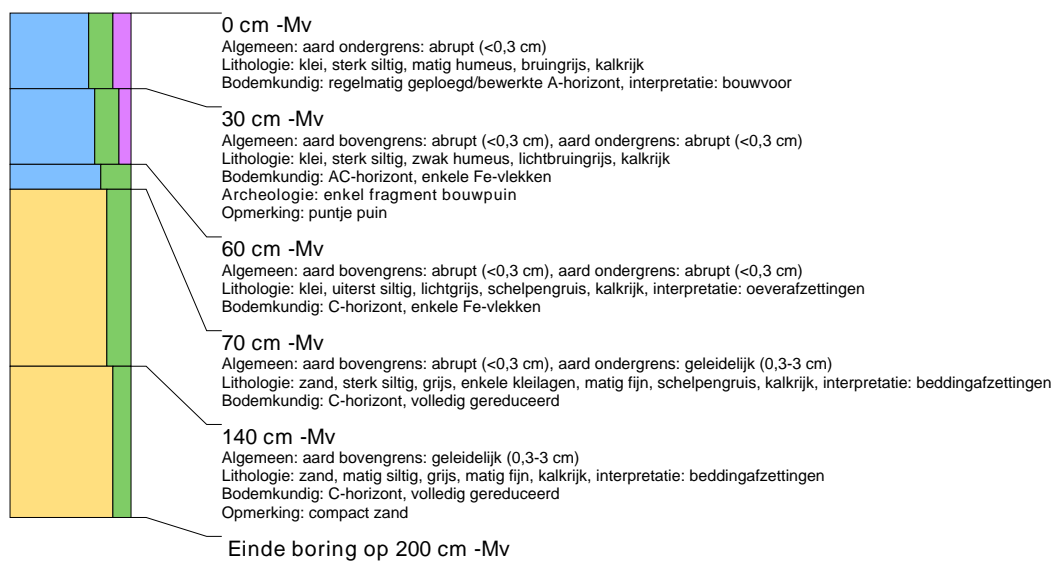 0 cm -Mv
Algemeen: aard ondergrens: abrupt (<0,3 cm)
Lithologie: klei, sterk siltig, matig humeus, bruingrijs, kalkrijk
Bodemkundig: regelmatig geploegd/bewerkte A-horizont, interpretatie: bouwvoor
30 cm -Mv
Algemeen: aard bovengrens: abrupt (<0,3 cm), aard ondergrens: abrupt (<0,3 cm)
Lithologie: klei, sterk siltig, zwak humeus, lichtbruingrijs, kalkrijk
Bodemkundig: AC-horizont, enkele Fe-vlekken
Archeologie: enkel fragment bouwpuin
Opmerking: puntje puin
60 cm -Mv
Algemeen: aard bovengrens: abrupt (<0,3 cm), aard ondergrens: abrupt (<0,3 cm)
Lithologie: klei, uiterst siltig, lichtgrijs, schelpengruis, kalkrijk, interpretatie: oeverafzettingen
Bodemkundig: C-horizont, enkele Fe-vlekken
70 cm -Mv
Algemeen: aard bovengrens: abrupt (<0,3 cm), aard ondergrens: geleidelijk (0,3-3 cm)
Lithologie: zand, sterk siltig, grijs, enkele kleilagen, matig fijn, schelpengruis, kalkrijk, interpretatie: beddingafzettingen
Bodemkundig: C-horizont, volledig gereduceerd
140 cm -Mv
Algemeen: aard bovengrens: geleidelijk (0,3-3 cm)
Lithologie: zand, matig siltig, grijs, matig fijn, kalkrijk, interpretatie: beddingafzettingen
Bodemkundig: C-horizont, volledig gereduceerd
Opmerking: compact zand
Einde boring op 200 cm -Mv